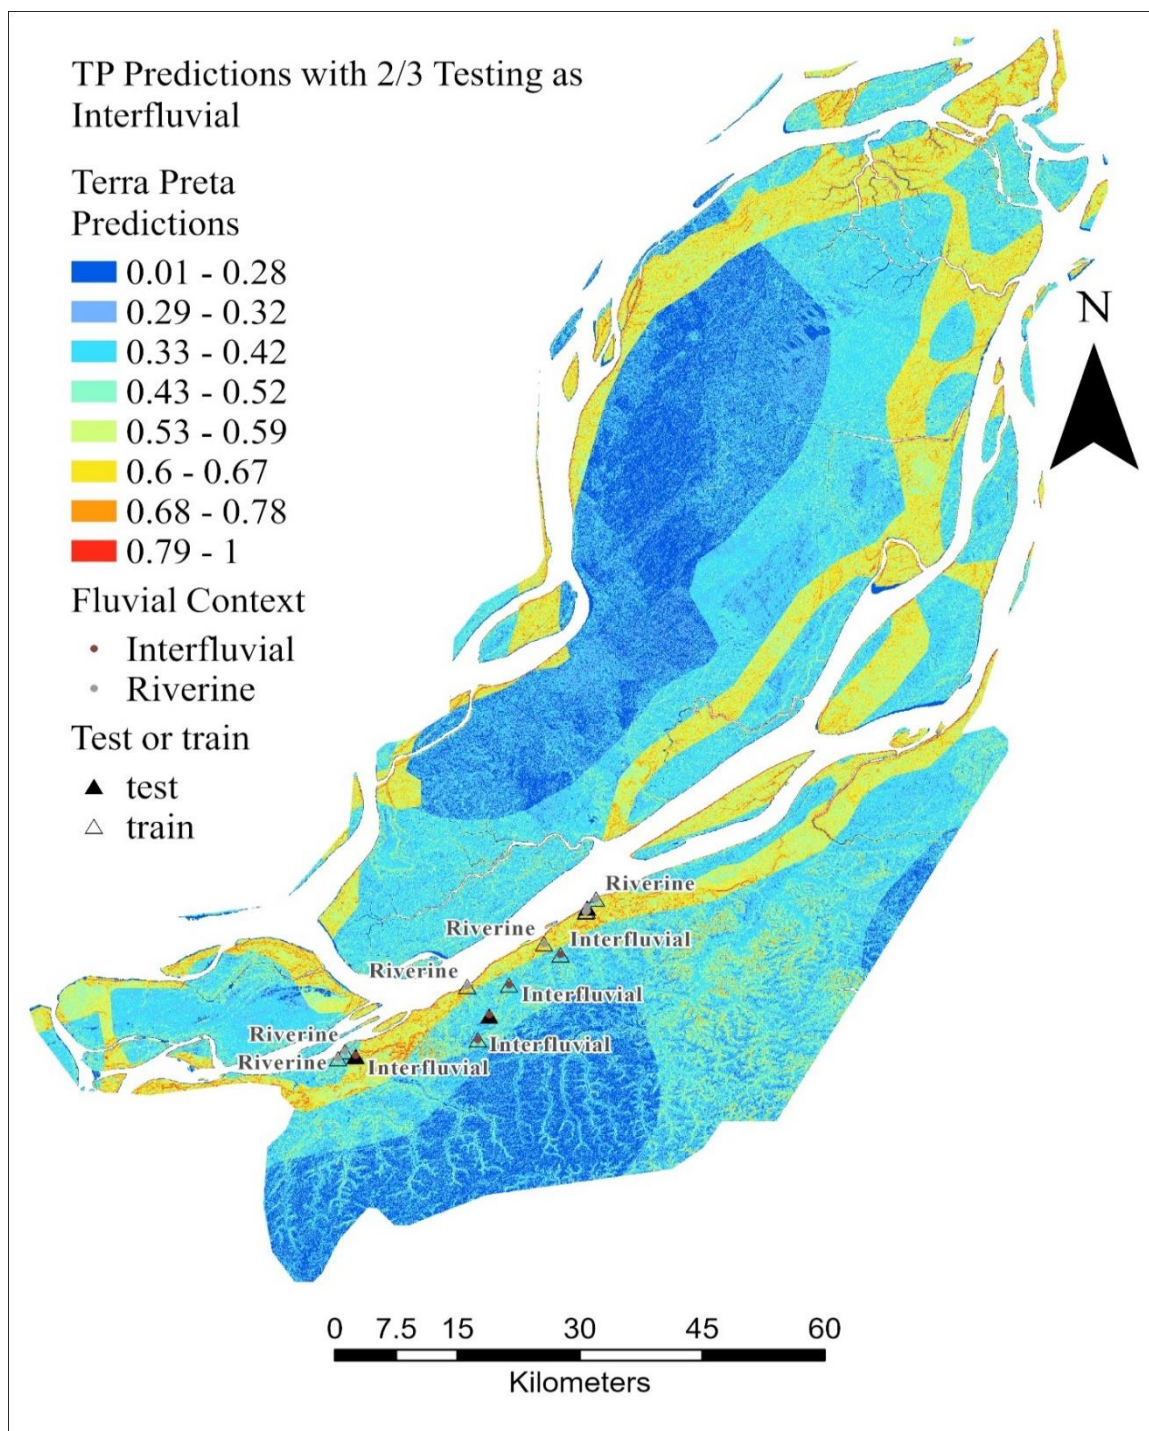 TP Predictions with 2/3 Testing as
Interfluvial
Terra Preta
Predictions
0.01 - 0.28
0.29 - 0.32
0.33 - 0.42
0.43 - 0.52
0.53 - 0.59
0.6 - 0.67
0.68 - 0.78
0.79 - 1
Fluvial Context
Interfluvial
Riverine
Test or train
test
train
N
Riverine
Riverine
Interfluvial
Riverine
Interfluvial
Riverine
Interfluvial
Riverine
Interfluvial
0 7.5 15 30 45 60
Kilometers